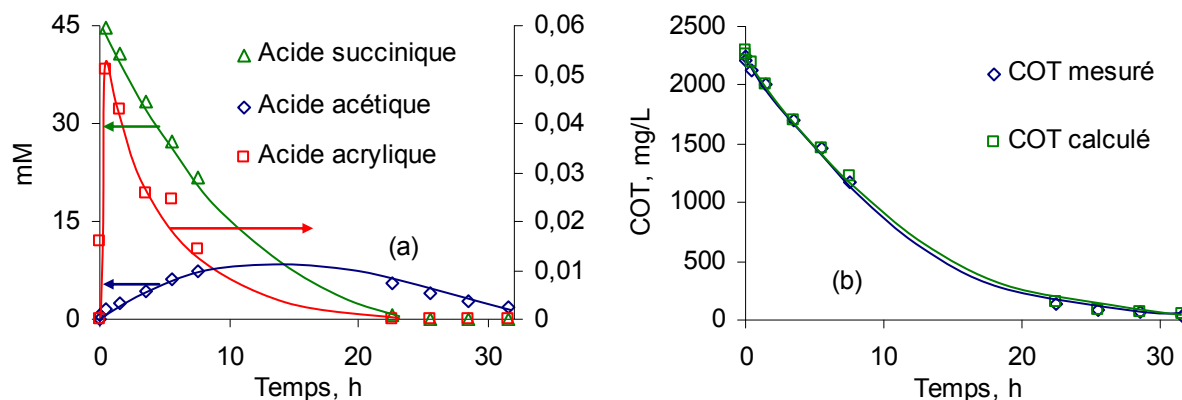 45
30
15
0
mM
0,06
0,05
0,04
0,03
0,02
0,01
0
Acide succinique
Acide acétique
Acide acrylique
(a)
0 10 20 30
Temps, h
2500
2000
1500
1000
500
0
COT, mg/L
COT mesuré
COT calculé
(b)
0 10 20 30
Temps, h